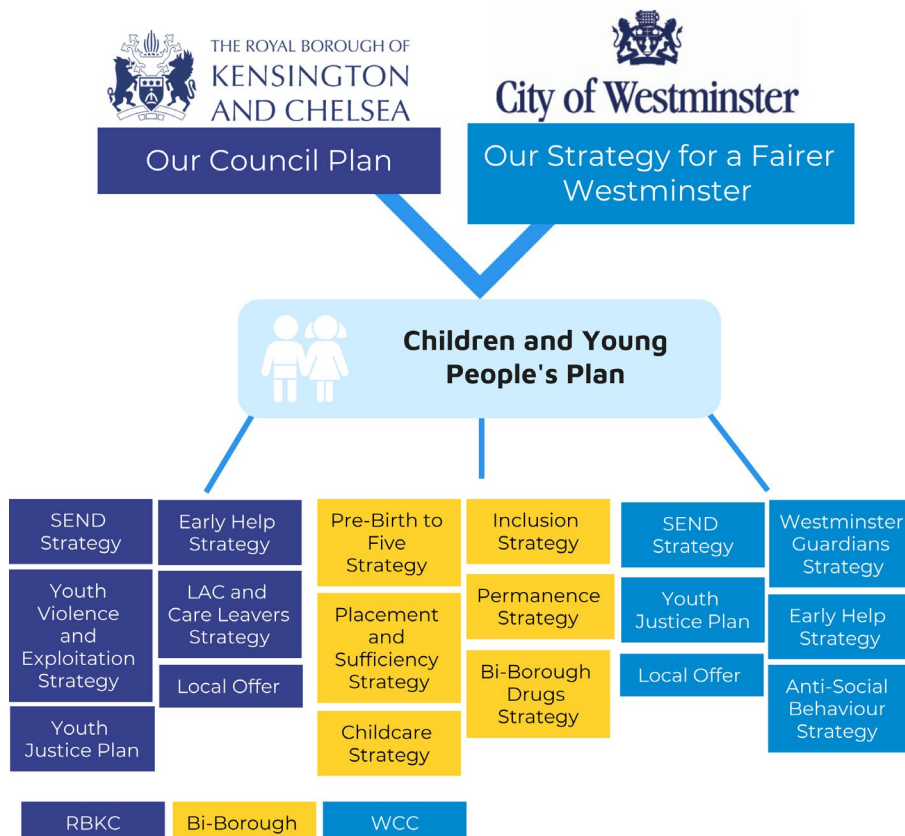 THE ROYAL BOROUGH OF
KENSINGTON
AND CHELSEA
City of Westminster
Our Council Plan
Our Strategy for a Fairer
Westminster
Children and Young
People's Plan
SEND
Strategy
Youth
Violence
and
Exploitation
Strategy
Youth
Justice Plan
Early Help
Strategy
LAC and
Care Leavers
Strategy
Local Offer
Pre-Birth to
Five
Strategy
Placement
and
Sufficiency
Strategy
Childcare
Strategy
Inclusion
Strategy
Permanence
Strategy
Bi-Borough
Drugs
Strategy
SEND
Strategy
Youth
Justice Plan
Local Offer
Westminster
Guardians
Strategy
Early Help
Strategy
Anti-Social
Behaviour
Strategy
RBKC
Bi-Borough
WCC